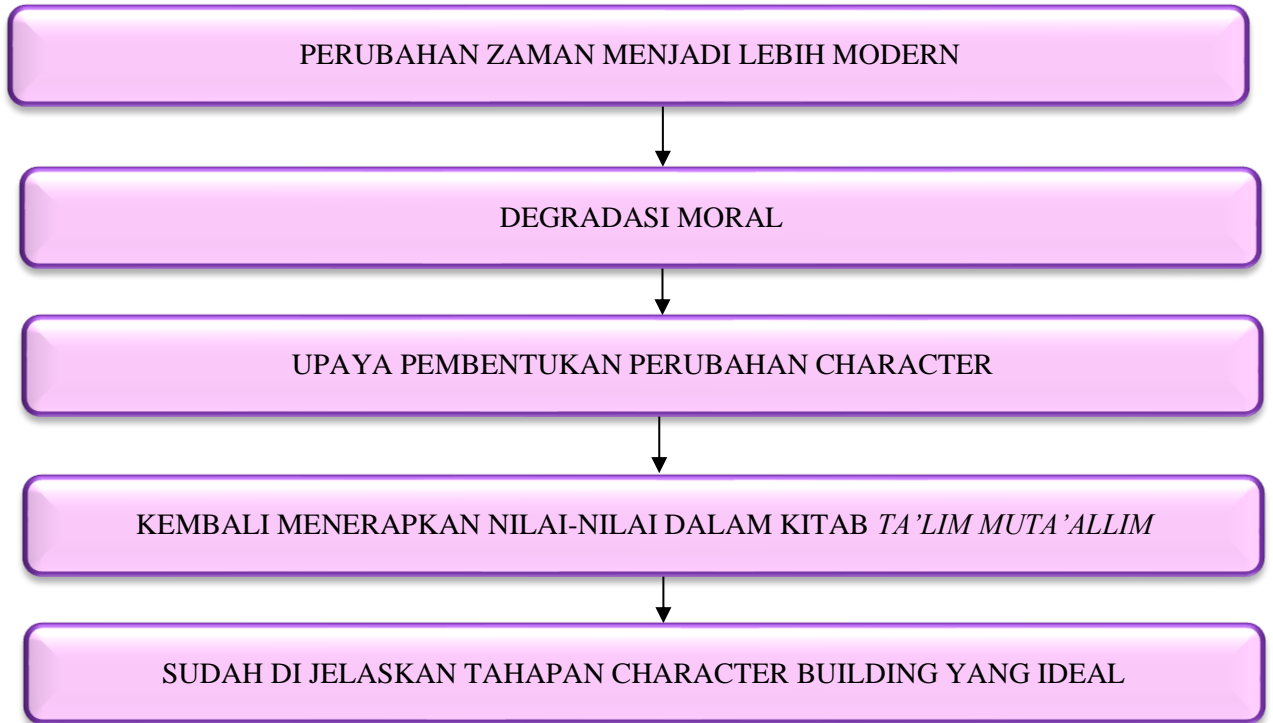 PERUBAHAN ZAMAN MENJADI LEBIH MODERN
DEGRADASI MORAL
UPAYA PEMBENTUKAN PERUBAHAN CHARACTER
KEMBALI MENERAPKAN NILAI-NILAI DALAM KITAB TA’LIM MUTA’ALLIM
SUDAH DI JELASKAN TAHAPAN CHARACTER BUILDING YANG IDEAL